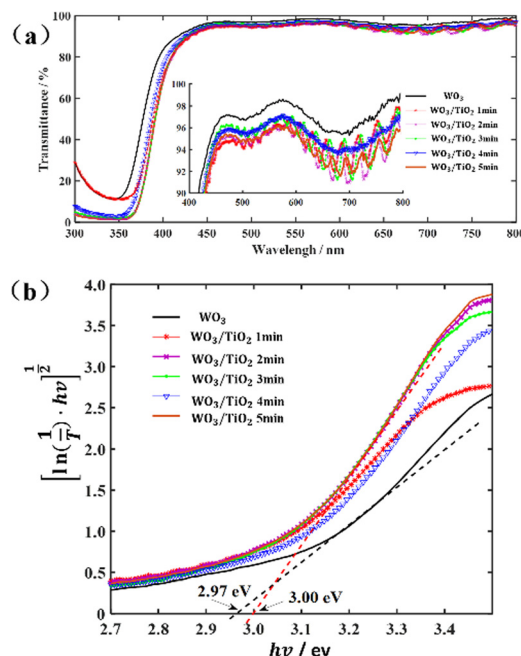 (a)
Transmittance / %
100
80
60
40
20
0
300 350 400 450 500 550 600 650 700 750 800
Wavelengh / nm
98
96
94
92
90
400 500 600 700 800
WO₃
WO₃/TiO₂ 1min
WO₃/TiO₂ 2min
WO₃/TiO₂ 3min
WO₃/TiO₂ 4min
WO₃/TiO₂ 5min
(b)
[ln(1/T)·hv]^1/2
4.0
3.5
3.0
2.5
2.0
1.5
1.0
0.5
0
2.7 2.8 2.9 3.0 3.1 3.2 3.3 3.4
hv / ev
WO₃
WO₃/TiO₂ 1min
WO₃/TiO₂ 2min
WO₃/TiO₂ 3min
WO₃/TiO₂ 4min
WO₃/TiO₂ 5min
2.97 eV
3.00 eV